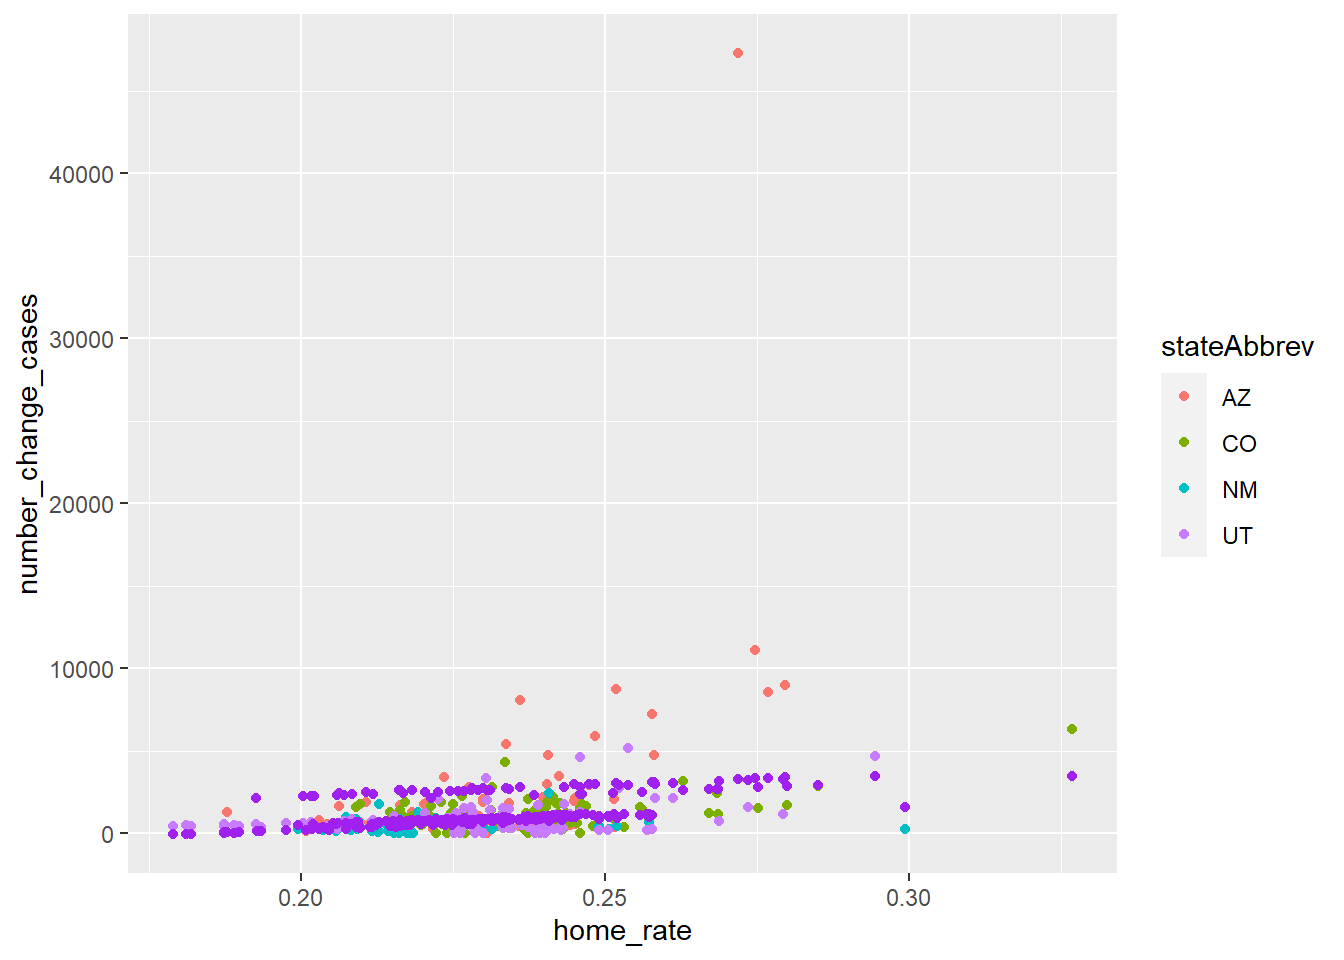 number_change_cases
40000
30000
20000
10000
0
0.20
0.25
0.30
home_rate
stateAbbrev
AZ
CO
NM
UT